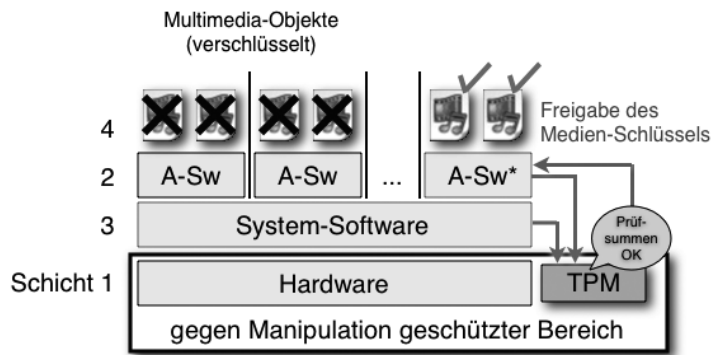 Multimedia-Objekte
(verschlüsselt)
4
Freigabe des
Medien-Schlüssels
2
A-Sw
A-Sw
...
A-Sw*
3
System-Software
Prüf-
summen
OK
Schicht 1
Hardware
TPM
gegen Manipulation geschützter Bereich